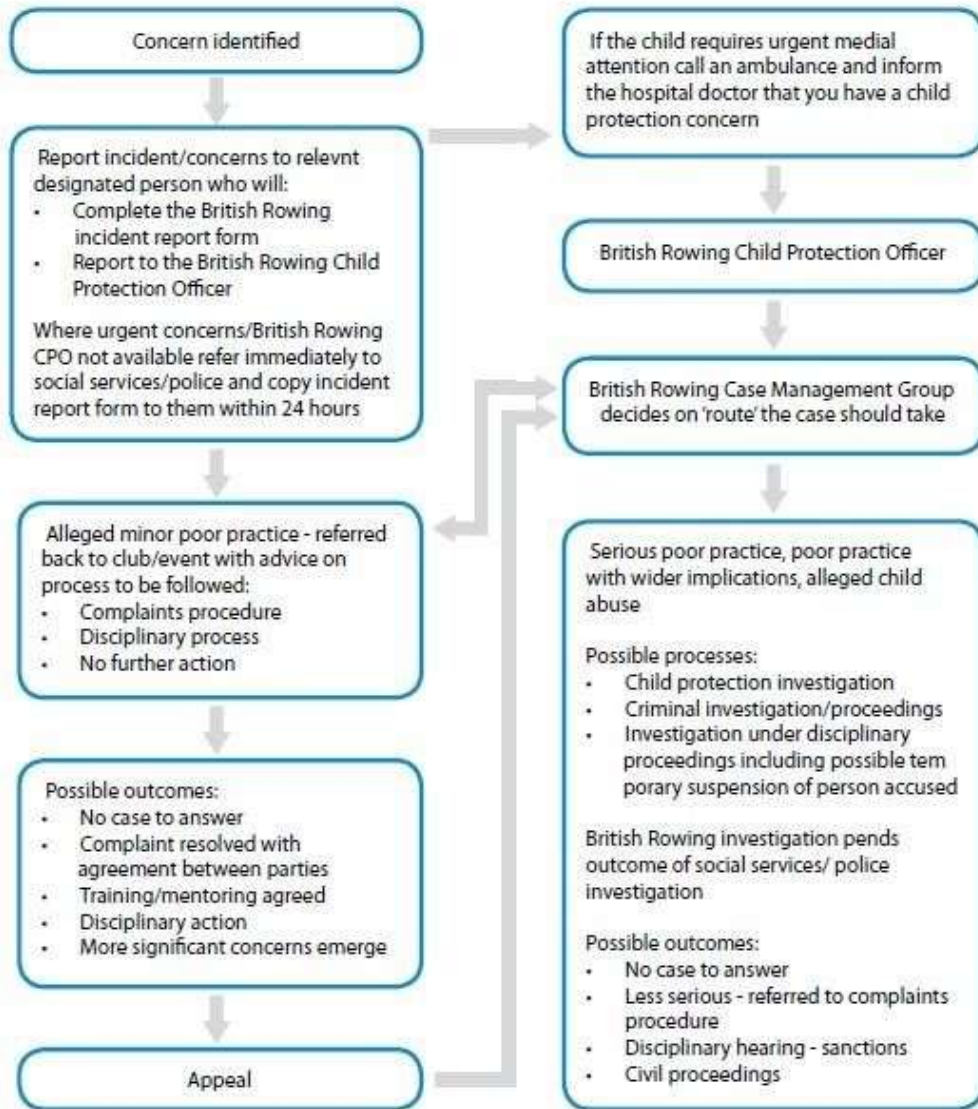 Concern identified
Report incident/concerns to relevnt
designated person who will:
• Complete the British Rowing
incident report form
• Report to the British Rowing Child
Protection Officer
Where urgent concerns/British Rowing
CPO not available refer immediately to
social services/police and copy incident
report form to them within 24 hours
Alleged minor poor practice - referred
back to club/event with advice on
process to be followed:
• Complaints procedure
• Disciplinary process
• No further action
Possible outcomes:
• No case to answer
• Complaint resolved with
agreement between parties
• Training/mentoring agreed
• Disciplinary action
• More significant concerns emerge
Appeal
If the child requires urgent medial
attention call an ambulance and inform
the hospital doctor that you have a child
protection concern
British Rowing Child Protection Officer
British Rowing Case Management Group
decides on 'route' the case should take
Serious poor practice, poor practice
with wider implications, alleged child
abuse
Possible processes:
• Child protection investigation
• Criminal investigation/proceedings
• Investigation under disciplinary
proceedings including possible tem
porary suspension of person accused
British Rowing investigation pends
outcome of social services/ police
investigation
Possible outcomes:
• No case to answer
• Less serious - referred to complaints
procedure
• Disciplinary hearing - sanctions
• Civil proceedings